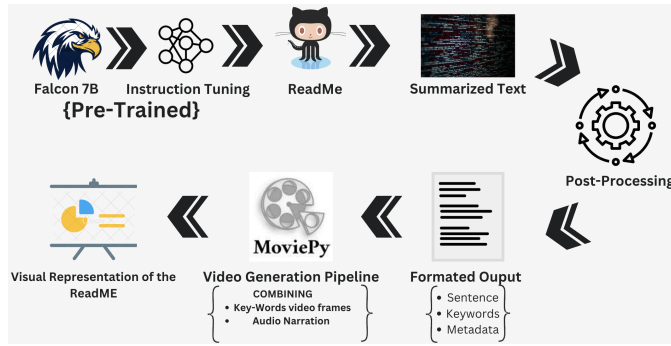 Falcon 7B
{Pre-Trained}
Instruction Tuning
ReadMe
Summarized Text
Post-Processing
Formated Ouput
• Sentence
• Keywords
• Metadata
MoviePy
Video Generation Pipeline
COMBINING
• Key-Words video frames
• Audio Narration
Visual Representation of the
ReadME